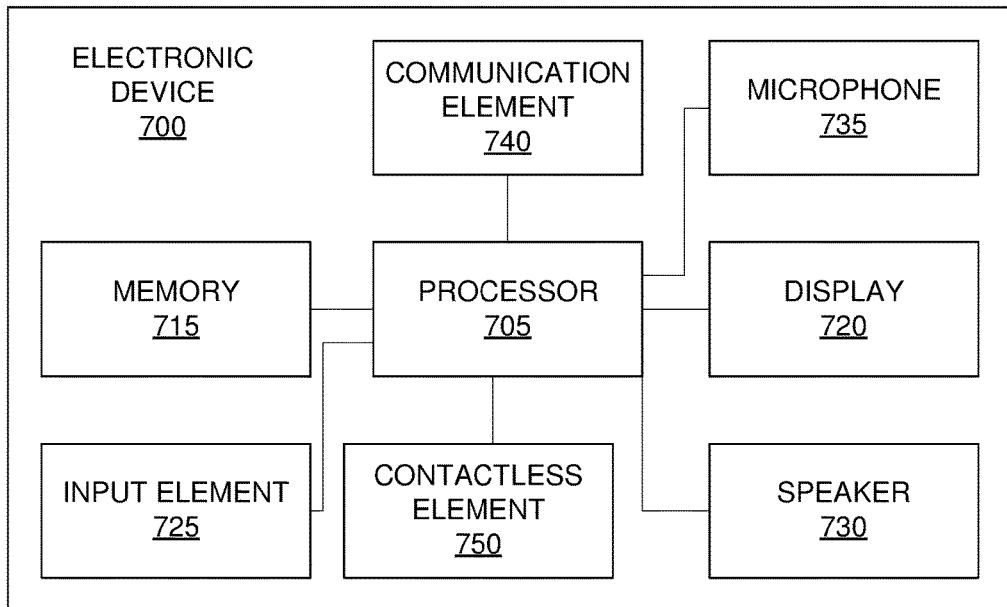 ELECTRONIC
DEVICE
700
COMMUNICATION
ELEMENT
740
MICROPHONE
735
MEMORY
715
PROCESSOR
705
DISPLAY
720
INPUT ELEMENT
725
CONTACTLESS
ELEMENT
750
SPEAKER
730